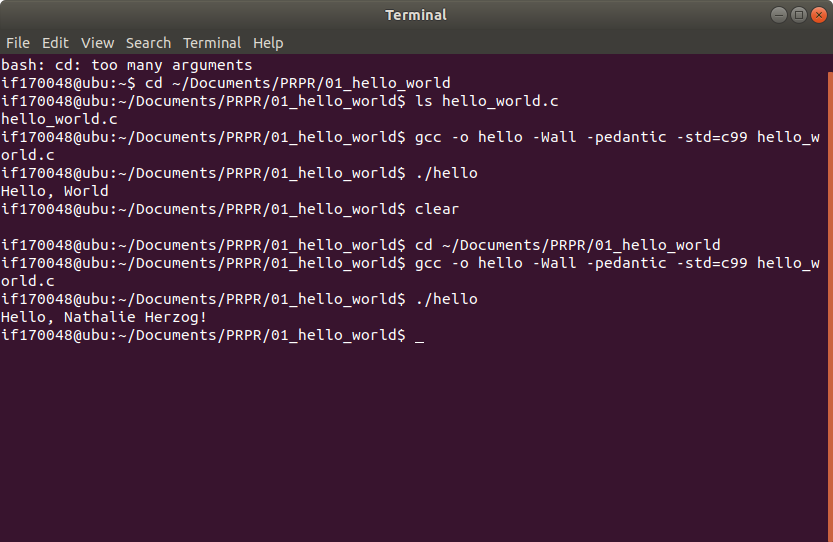 Terminal
File Edit View Search Terminal Help
bash: cd: too many arguments
if170048@ubu:~$ cd ~/Documents/PRPR/01_hello_world
if170048@ubu:~/Documents/PRPR/01_hello_world$ ls hello_world.c
hello_world.c
if170048@ubu:~/Documents/PRPR/01_hello_world$ gcc -o hello -Wall -pedantic -std=c99 hello_w
orld.c
if170048@ubu:~/Documents/PRPR/01_hello_world$ ./hello
Hello, World
if170048@ubu:~/Documents/PRPR/01_hello_world$ clear
if170048@ubu:~/Documents/PRPR/01_hello_world$ cd ~/Documents/PRPR/01_hello_world
if170048@ubu:~/Documents/PRPR/01_hello_world$ gcc -o hello -Wall -pedantic -std=c99 hello_w
orld.c
if170048@ubu:~/Documents/PRPR/01_hello_world$ ./hello
Hello, Nathalie Herzog!
if170048@ubu:~/Documents/PRPR/01_hello_world$ _